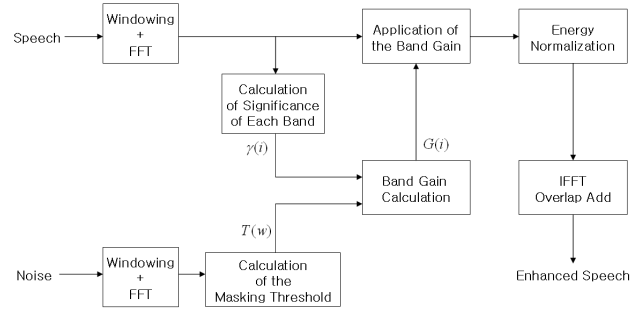 Speech
Windowing
+
FFT
Application of
the Band Gain
Energy
Normalization
Calculation
of Significance
of Each Band
γ(i)
G(i)
Band Gain
Calculation
IFFT
Overlap Add
T(w)
Noise
Windowing
+
FFT
Calculation
of the
Masking Threshold
Enhanced Speech